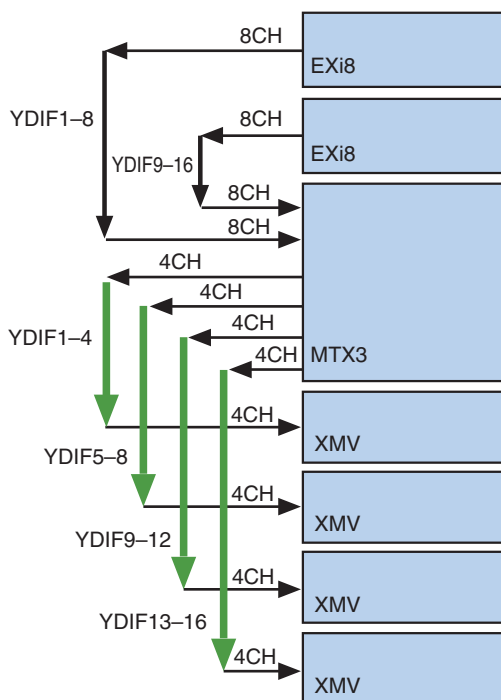 8CH
EXi8
YDIF1–8
8CH
EXi8
YDIF9–16
8CH
8CH
4CH
4CH
YDIF1–4
4CH
4CH
MTX3
4CH
XMV
YDIF5–8
4CH
XMV
YDIF9–12
4CH
XMV
YDIF13–16
4CH
XMV